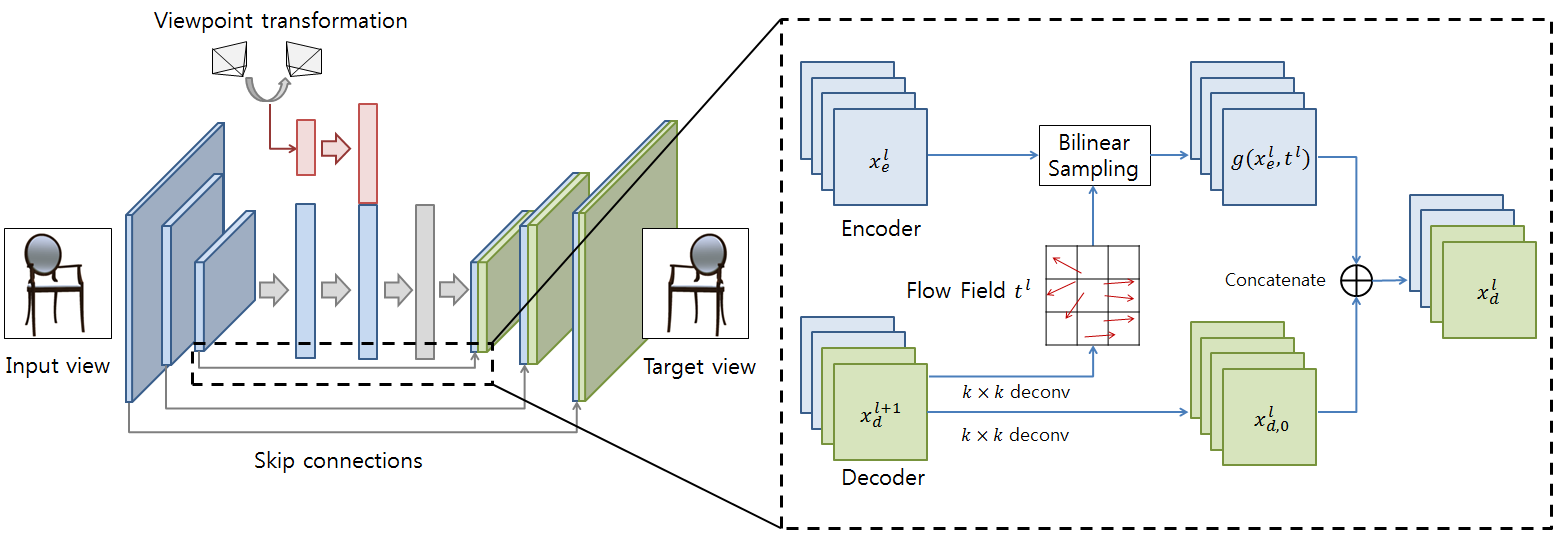 Viewpoint transformation
Input view
Target view
Skip connections
$x_e^l$
Encoder
Bilinear
Sampling
$g(x_e^l, t^l)$
Flow Field $t^l$
Concatenate
$x_d^l$
$x_d^{l+1}$
Decoder
$k \times k$ deconv
$k \times k$ deconv
$x_{d,0}^l$